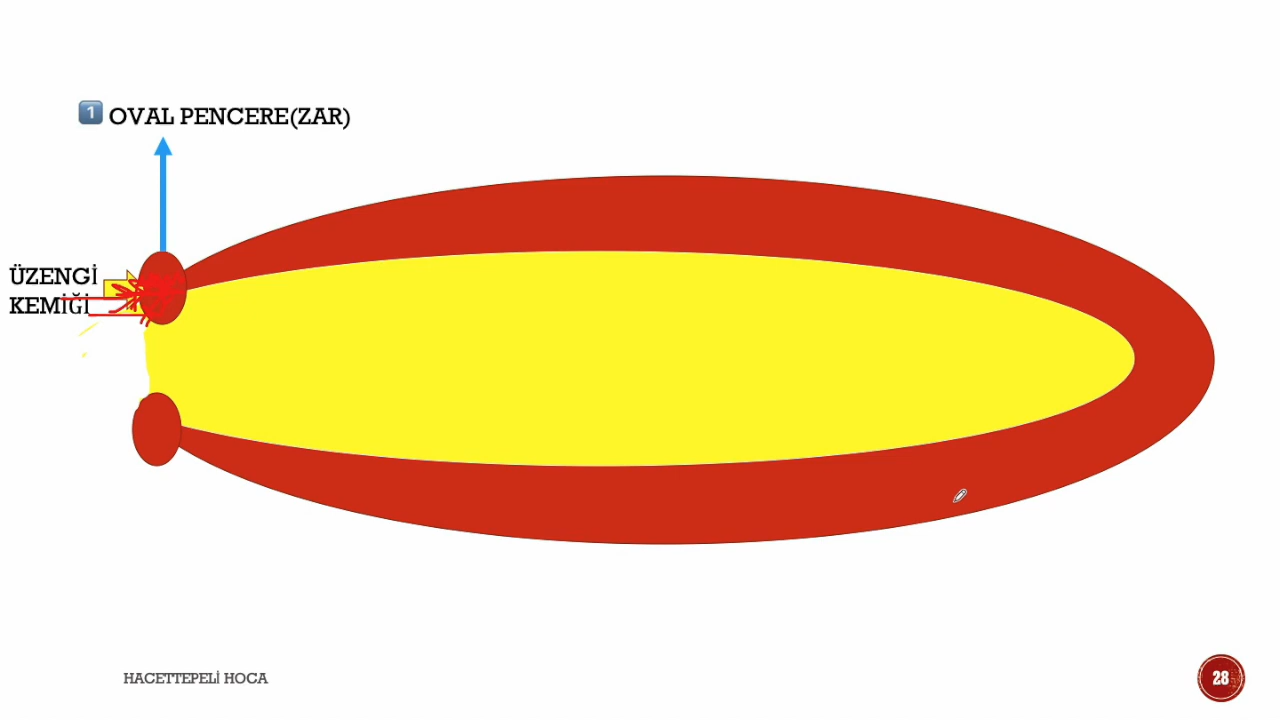 1 OVAL PENCERE(ZAR)
ÜZENGİ
KEMİĞİ
HACETTEPELİ HOCA
28